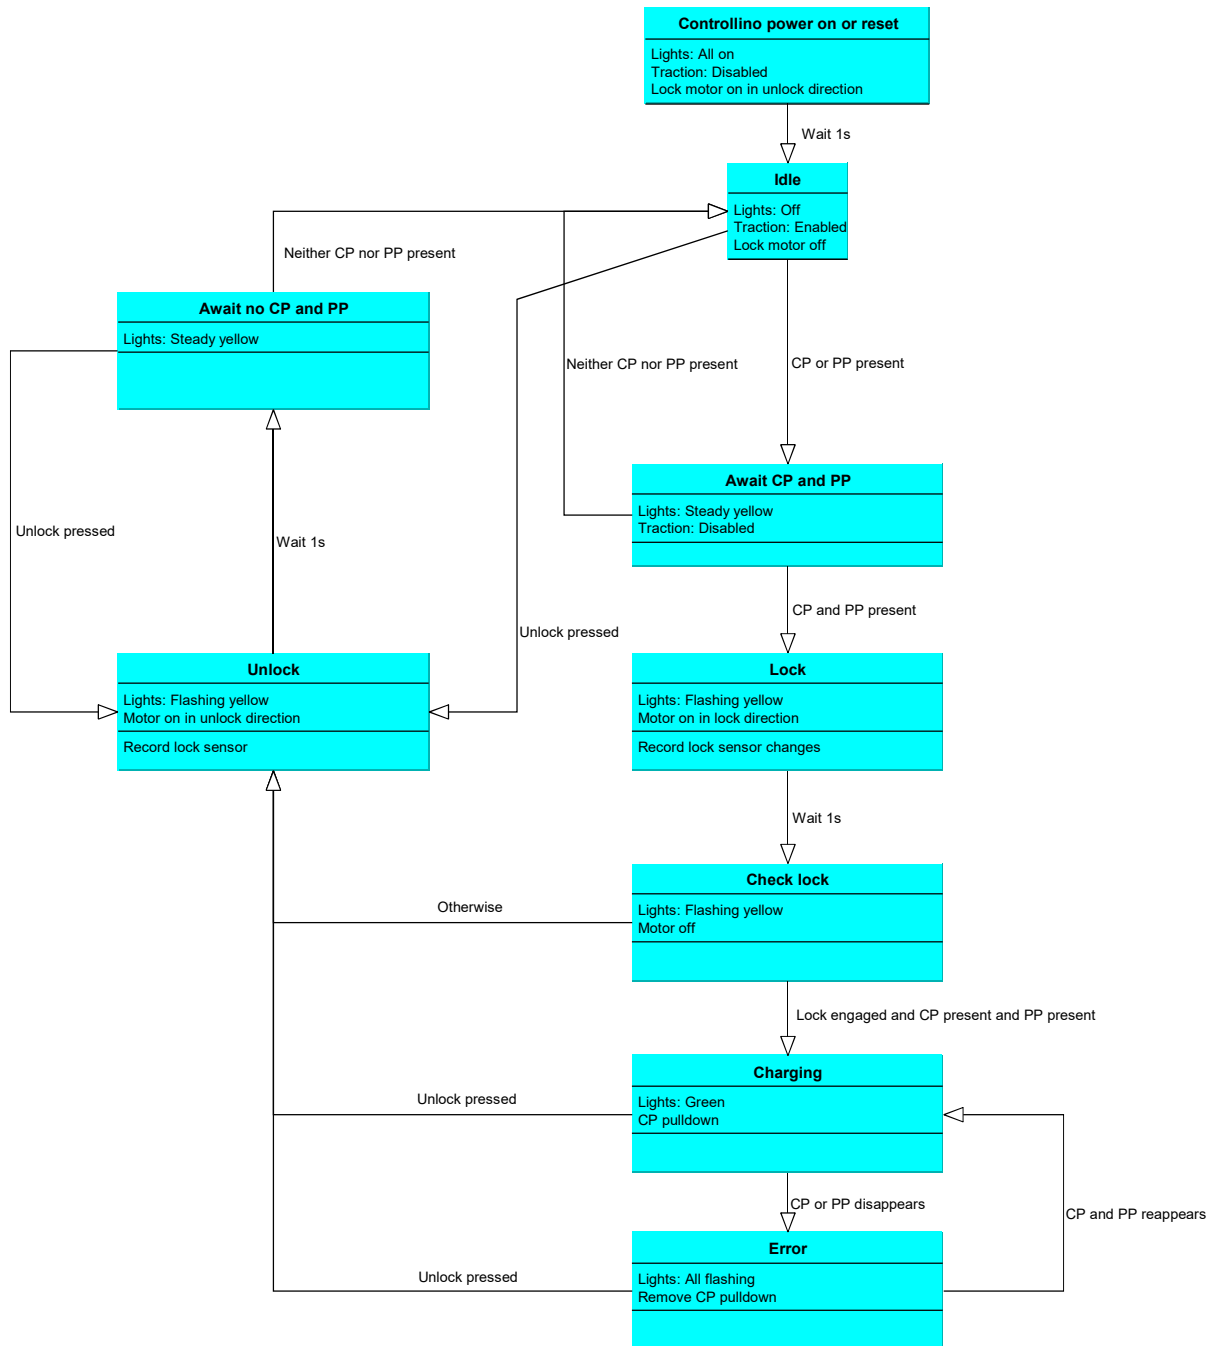 Controllino power on or reset
Lights: All on
Traction: Disabled
Lock motor on in unlock direction
Wait 1s
Idle
Lights: Off
Traction: Enabled
Lock motor off
Neither CP nor PP present
Await no CP and PP
Lights: Steady yellow
Neither CP nor PP present
CP or PP present
Await CP and PP
Lights: Steady yellow
Traction: Disabled
Unlock pressed
Wait 1s
CP and PP present
Unlock pressed
Unlock
Lights: Flashing yellow
Motor on in unlock direction
Record lock sensor
Lock
Lights: Flashing yellow
Motor on in lock direction
Record lock sensor changes
Wait 1s
Check lock
Lights: Flashing yellow
Motor off
Otherwise
Lock engaged and CP present and PP present
Charging
Lights: Green
CP pulldown
Unlock pressed
CP or PP disappears
CP and PP reappears
Error
Lights: All flashing
Remove CP pulldown
Unlock pressed